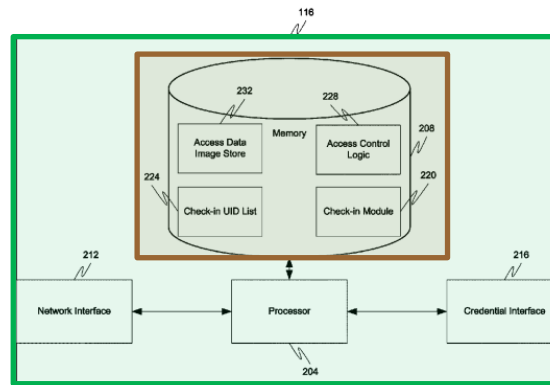 116
232
228
Memory
Access Data
Image Store
Access Control
Logic
208
224
220
Check-in UID List
Check-in Module
212
216
Network Interface
Processor
Credential Interface
204